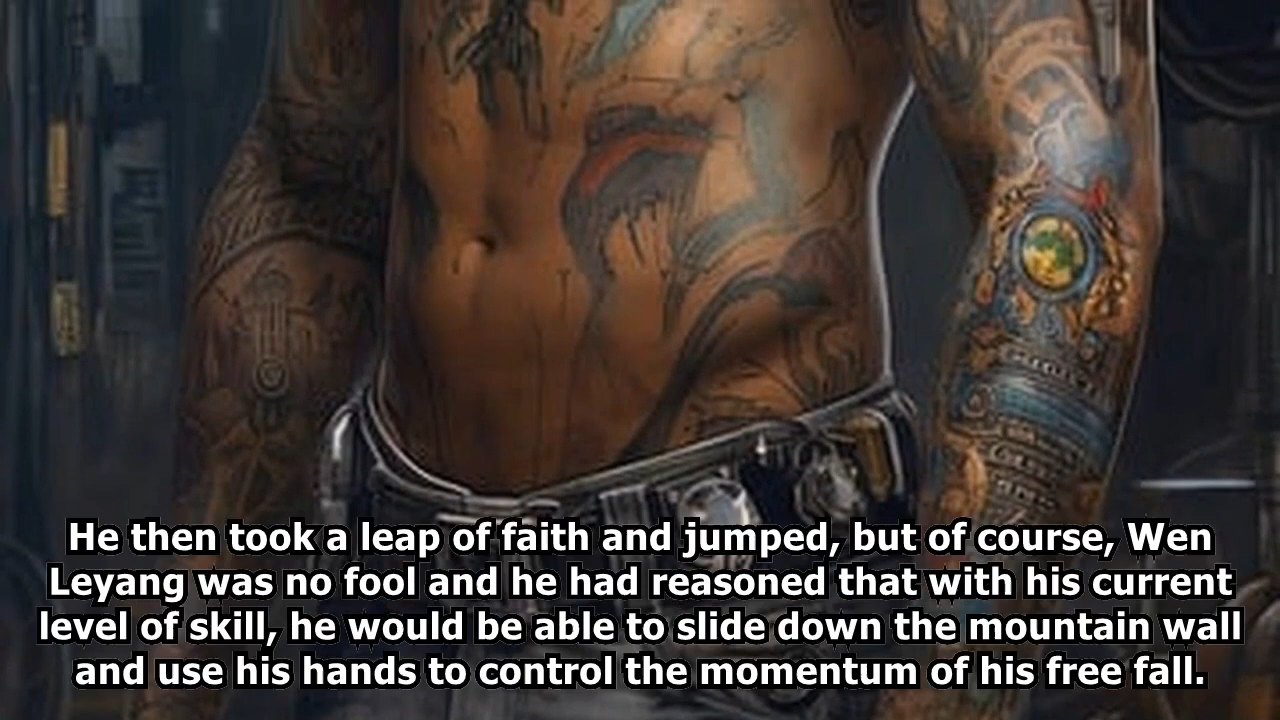 He then took a leap of faith and jumped, but of course, Wen
Leyang was no fool and he had reasoned that with his current
level of skill, he would be able to slide down the mountain wall
and use his hands to control the momentum of his free fall.